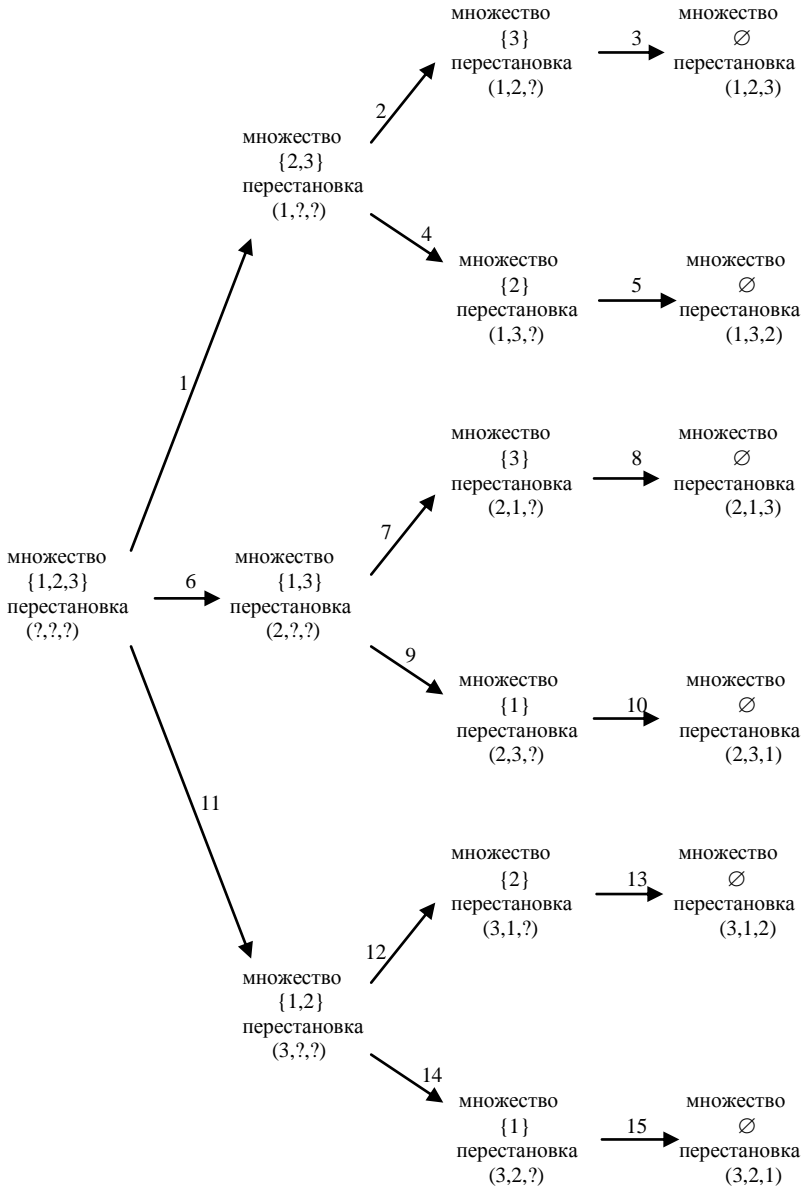 множество
{3}
перестановка
(1,2,?)
3
множество
∅
перестановка
(1,2,3)
2
множество
{2,3}
перестановка
(1,?,?)
4
множество
{2}
перестановка
(1,3,?)
5
множество
∅
перестановка
(1,3,2)
1
множество
{3}
перестановка
(2,1,?)
8
множество
∅
перестановка
(2,1,3)
7
множество
{1,2,3}
перестановка
(?,?,?)
6
множество
{1,3}
перестановка
(2,?,?)
9
множество
{1}
перестановка
(2,3,?)
10
множество
∅
перестановка
(2,3,1)
11
множество
{2}
перестановка
(3,1,?)
13
множество
∅
перестановка
(3,1,2)
12
множество
{1,2}
перестановка
(3,?,?)
14
множество
{1}
перестановка
(3,2,?)
15
множество
∅
перестановка
(3,2,1)